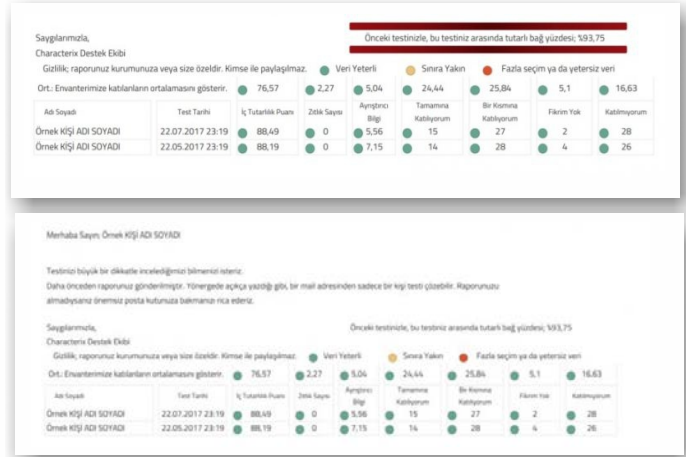 Saygılarımızla,
Önceki testinizle, bu testiniz arasında tutarlı bağ yüzdesi; %93,75
Characterix Destek Ekibi
Gizlilik; raporunuz kurumunuza veya size özeldir. Kimse ile paylaşılmaz. Veri Yeterli Sınıra Yakın Fazla seçim ya da yetersiz veri
Ort.: Envanterimize katılanların ortalamasını gösterir. 76,57 2,27 5,04 24,44 25,84 5,1 16,63
Adı Soyadı Test Tarihi İç Tutarlılık Puanı Zıtlık Sayısı Ayrıştırıcı Bilgi Tamamına Katılıyorum Bir Kısmına Katılıyorum Fikrim Yok Katılmıyorum
Örnek KİŞİ ADI SOYADI 22.07.2017 23:19 88,49 0 5,56 15 27 2 28
Örnek KİŞİ ADI SOYADI 22.05.2017 23:19 88,19 0 7,15 14 28 4 26
Merhaba Sayın; Örnek KİŞİ ADI SOYADI
Testinizi büyük bir dikkatle incelediğimizi bilmenizi isteriz.
Daha önceden raporunuz gönderilmiştir. Yönergede açıkça yazdığı gibi, bir mail adresinden sadece bir kişi testi çözebilir. Raporunuzu
almadıysanız önemsiz posta kutunuza bakmanızı rica ederiz.
Saygılarımızla,
Önceki testinizle, bu testiniz arasında tutarlı bağ yüzdesi; %93,75
Characterix Destek Ekibi
Gizlilik; raporunuz kurumunuza veya size özeldir. Kimse ile paylaşılmaz. Veri Yeterli Sınıra Yakın Fazla seçim ya da yetersiz veri
Ort.: Envanterimize katılanların ortalamasını gösterir. 76,57 2,27 5,04 24,44 25,84 5,1 16,63
Adı Soyadı Test Tarihi İç Tutarlılık Puanı Zıtlık Sayısı Ayrıştırıcı Bilgi Tamamına Katılıyorum Bir Kısmına Katılıyorum Fikrim Yok Katılmıyorum
Örnek KİŞİ ADI SOYADI 22.07.2017 23:19 88,49 0 5,56 15 27 2 28
Örnek KİŞİ ADI SOYADI 22.05.2017 23:19 88,19 0 7,15 14 28 4 26